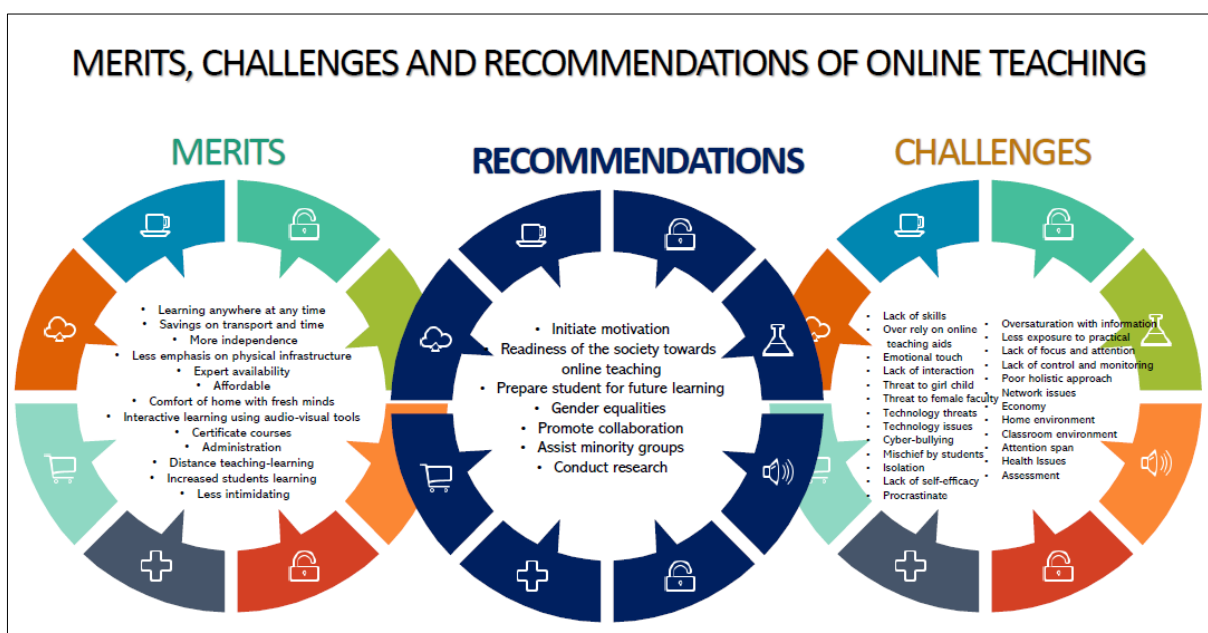 MERITS, CHALLENGES AND RECOMMENDATIONS OF ONLINE TEACHING
MERITS
• Learning anywhere at any time
• Savings on transport and time
• More independence
• Less emphasis on physical infrastructure
• Expert availability
• Affordable
• Comfort of home with fresh minds
• Interactive learning using audio-visual tools
• Certificate courses
• Administration
• Distance teaching-learning
• Increased students learning
• Less intimidating
RECOMMENDATIONS
• Initiate motivation
• Readiness of the society towards
online teaching
• Prepare student for future learning
• Gender equalities
• Promote collaboration
• Assist minority groups
• Conduct research
CHALLENGES
• Lack of skills
• Over rely on online
teaching aids
• Emotional touch
• Lack of interaction
• Threat to girl child
• Threat to female faculty
• Technology threats
• Technology issues
• Cyber-bullying
• Mischief by students
• Isolation
• Lack of self-efficacy
• Procrastinate
• Oversaturation with information
• Less exposure to practical
• Lack of focus and attention
• Lack of control and monitoring
• Poor holistic approach
• Network issues
• Economy
• Home environment
• Classroom environment
• Attention span
• Health Issues
• Assessment